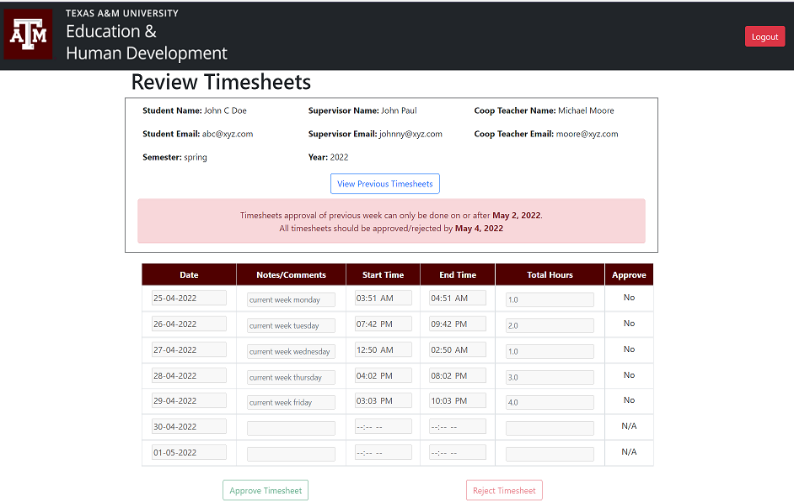 ATM TEXAS A&M UNIVERSITY
Education &
Human Development
Logout
Review Timesheets
Student Name: John C Doe Supervisor Name: John Paul Coop Teacher Name: Michael Moore
Student Email: abc@xyz.com Supervisor Email: johnny@xyz.com Coop Teacher Email: moore@xyz.com
Semester: spring Year: 2022
View Previous Timesheets
Timesheets approval of previous week can only be done on or after May 2, 2022.
All timesheets should be approved/rejected by May 4, 2022
Date Notes/Comments Start Time End Time Total Hours Approve
25-04-2022 current week monday 03:51 AM 04:51 AM 1.0 No
26-04-2022 current week tuesday 07:42 PM 09:42 PM 2.0 No
27-04-2022 current week wednesday 12:50 AM 02:50 AM 1.0 No
28-04-2022 current week thursday 04:02 PM 08:02 PM 3.0 No
29-04-2022 current week friday 03:03 PM 10:03 PM 4.0 No
30-04-2022 --:-- -- --:-- -- N/A
01-05-2022 --:-- -- --:-- -- N/A
Approve Timesheet Reject Timesheet